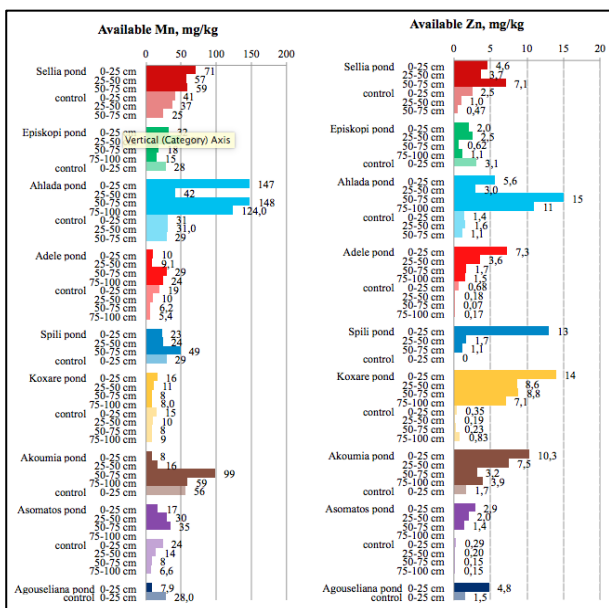 Available Mn, mg/kg
0 50 100 150 200
Sellia pond 0-25 cm 71
25-50 cm 57
50-75 cm 59
control 0-25 cm 41
25-50 cm 37
50-75 cm 25
Episkopi pond 0-25 cm
Vertical (Category) Axis
50-75 cm 18
75-100 cm 15
control 0-25 cm 28
Ahlada pond 0-25 cm 147
25-50 cm 42
50-75 cm 148
75-100 cm 124,0
control 0-25 cm 31
25-50 cm 31,0
50-75 cm 29
Adele pond 0-25 cm 10
25-50 cm 9,1
50-75 cm 29
75-100 cm 24
control 0-25 cm 19
25-50 cm 10
50-75 cm 6,2
75-100 cm 5,4
Spili pond 0-25 cm 23
25-50 cm 24
50-75 cm 49
control 0-25 cm 29
Koxare pond 0-25 cm 16
25-50 cm 11
50-75 cm 8
75-100 cm 8,0
control 0-25 cm 15
25-50 cm 10
50-75 cm 8
75-100 cm 9
Akoumia pond 0-25 cm 8
25-50 cm 16
50-75 cm 99
75-100 cm 59
control 0-25 cm 56
Asomatos pond 0-25 cm 17
25-50 cm 30
50-75 cm 35
control 0-25 cm 24
25-50 cm 14
50-75 cm 8
75-100 cm 6,6
Agouseliana pond 0-25 cm 7,9
control 0-25 cm 28,0
Available Zn, mg/kg
0 5 10 15 20
Sellia pond 0-25 cm 4,6
25-50 cm 3,7
50-75 cm 7,1
control 0-25 cm 2,5
25-50 cm 1,0
50-75 cm 0,47
Episkopi pond 0-25 cm 2,0
25-50 cm 2,5
50-75 cm 0,62
75-100 cm 1,1
control 0-25 cm 3,1
Ahlada pond 0-25 cm 5,6
25-50 cm 3,0
50-75 cm 15
75-100 cm 11
control 0-25 cm 1,4
25-50 cm 1,6
50-75 cm 1,1
Adele pond 0-25 cm 7,3
25-50 cm 3,6
50-75 cm 1,7
75-100 cm 1,5
control 0-25 cm 0,68
25-50 cm 0,18
50-75 cm 0,07
75-100 cm 0,17
Spili pond 0-25 cm 13
25-50 cm 1,7
50-75 cm 1,1
control 0-25 cm 0
Koxare pond 0-25 cm 14
25-50 cm 8,6
50-75 cm 8,8
75-100 cm 7,1
control 0-25 cm 0,35
25-50 cm 0,19
50-75 cm 0,23
75-100 cm 0,83
Akoumia pond 0-25 cm 10,3
25-50 cm 7,5
50-75 cm 3,2
75-100 cm 3,9
control 0-25 cm 1,7
Asomatos pond 0-25 cm 2,9
25-50 cm 2,0
50-75 cm 1,4
control 0-25 cm 0,29
25-50 cm 0,20
50-75 cm 0,15
75-100 cm 0,15
Agouseliana pond 0-25 cm 4,8
control 0-25 cm 1,5